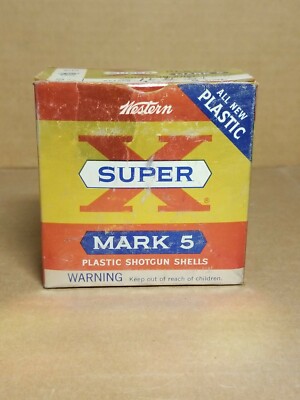 Western
ALL NEW
PLASTIC
X
SUPER
®
MARK 5
PLASTIC SHOTGUN SHELLS
WARNING Keep out of reach of children.